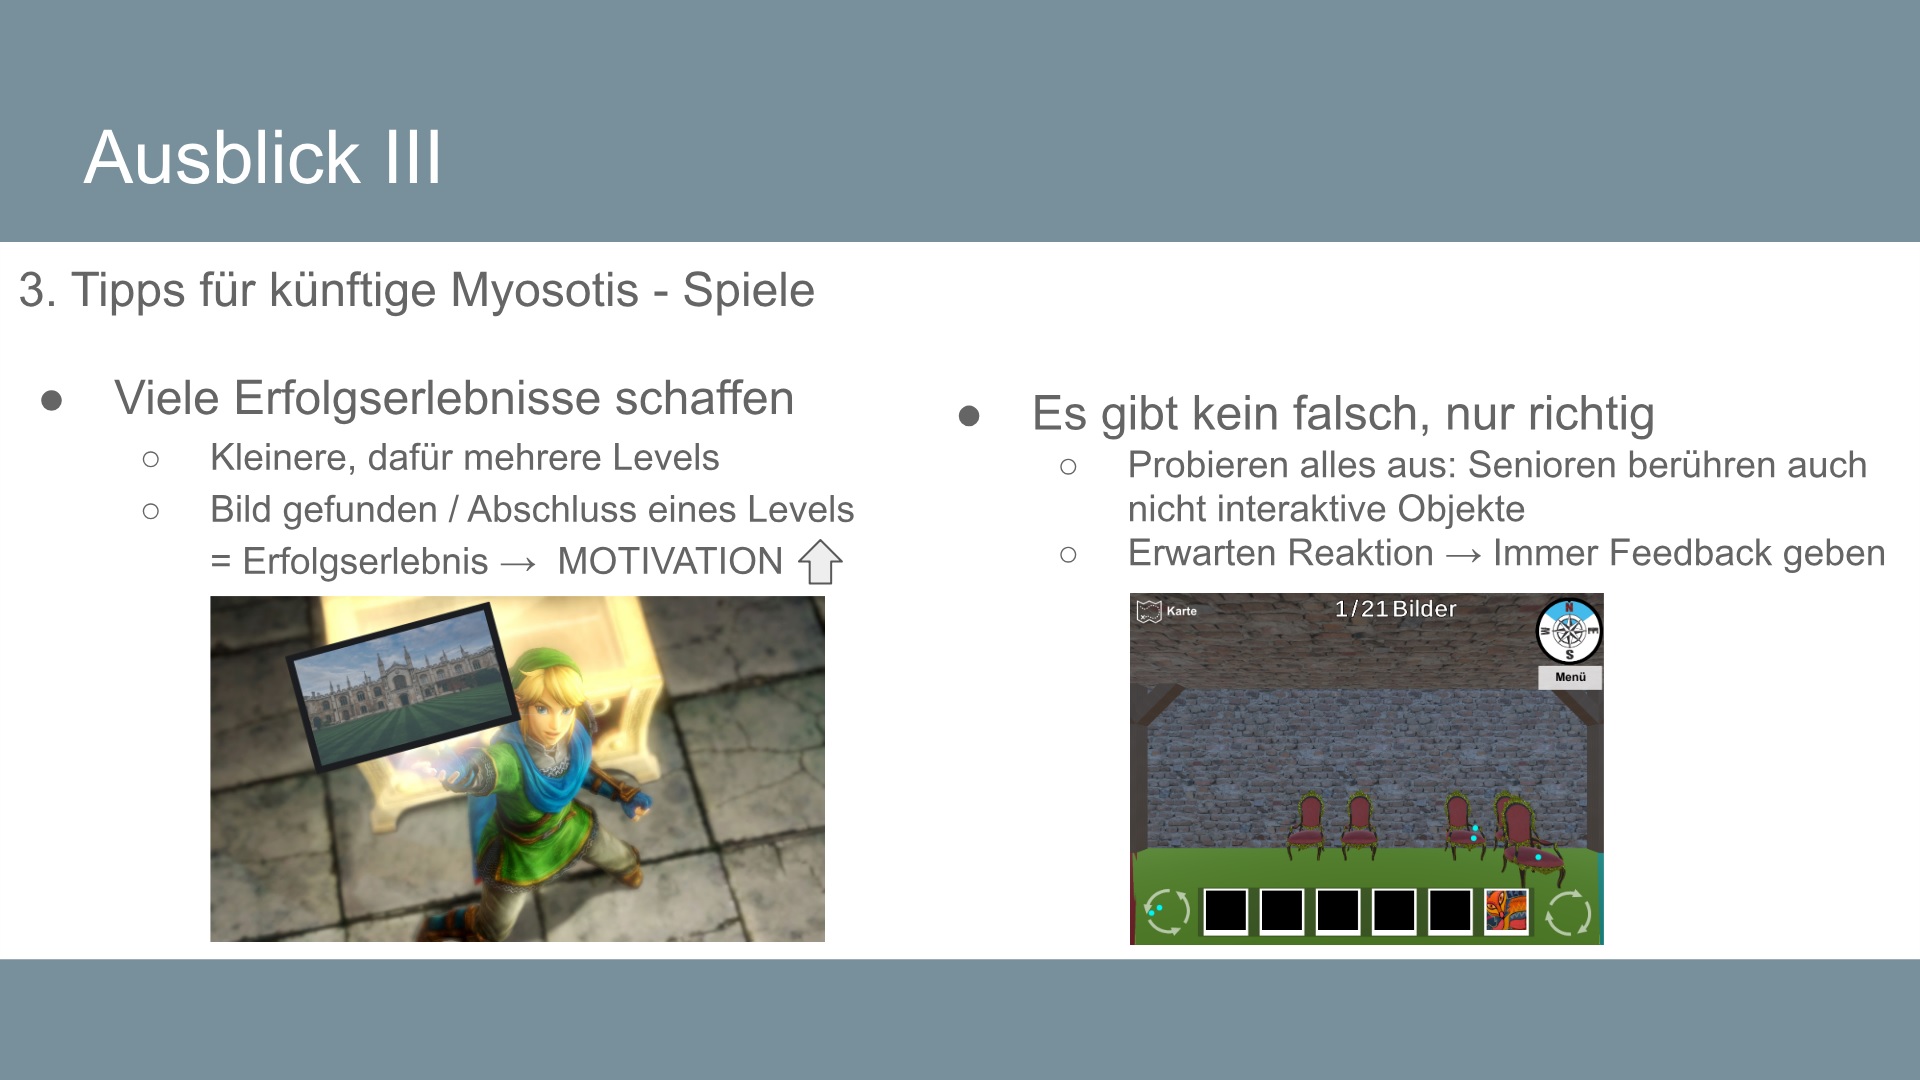 Ausblick III
3. Tipps für künftige Myosotis - Spiele
● Viele Erfolgserlebnisse schaffen
○ Kleinere, dafür mehrere Levels
○ Bild gefunden / Abschluss eines Levels
= Erfolgserlebnis → MOTIVATION
● Es gibt kein falsch, nur richtig
○ Probieren alles aus: Senioren berühren auch
nicht interaktive Objekte
○ Erwarten Reaktion → Immer Feedback geben
Karte
1/21 Bilder
N
W
E
S
Menü